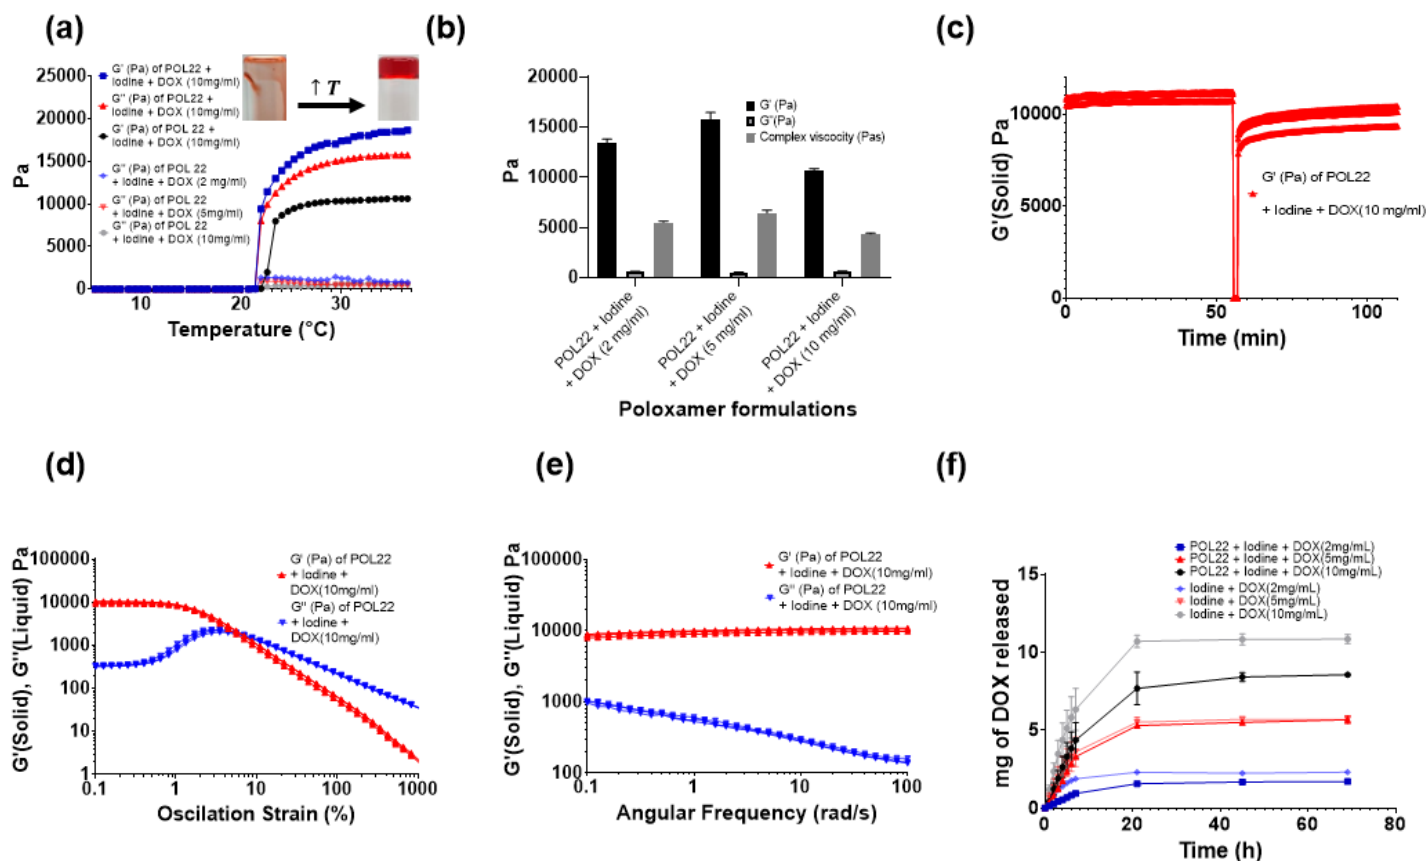 (a)
G' (Pa) of POL22 +
Iodine + DOX (10mg/ml)
G'' (Pa) of POL22 +
Iodine + DOX (10mg/ml)
G' (Pa) of POL 22 +
Iodine + DOX (10mg/ml)
G'' (Pa) of POL 22
+ Iodine + DOX (2 mg/ml)
G'' (Pa) of POL 22
+ Iodine + DOX (5mg/ml)
G'' (Pa) of POL 22
+ Iodine + DOX (10mg/ml)
↑ T
25000
20000
15000
10000
5000
0
Pa
10
20
30
Temperature (°C)
(b)
20000
15000
10000
5000
0
Pa
G' (Pa)
G''(Pa)
Complex viscosity (Pas)
POL22 + Iodine
+ DOX (2 mg/ml)
POL22 + Iodine
+ DOX (5 mg/ml)
POL22 + Iodine
+ DOX (10 mg/ml)
Poloxamer formulations
(c)
10000
5000
0
G'(Solid) Pa
G' (Pa) of POL22
+ Iodine + DOX(10 mg/ml)
0
50
100
Time (min)
(d)
100000
10000
1000
100
10
1
G'(Solid), G''(Liquid) Pa
G' (Pa) of POL22
+ Iodine +
DOX(10mg/ml)
G'' (Pa) of POL22
+ Iodine +
DOX(10mg/ml)
0.1
1
10
100
1000
Oscilation Strain (%)
(e)
100000
10000
1000
100
G'(Solid), G''(Liquid) Pa
G' (Pa) of POL22
+ Iodine + DOX(10mg/ml)
G'' (Pa) of POL22
+ Iodine + DOX (10mg/ml)
0.1
1
10
100
Angular Frequency (rad/s)
(f)
POL22 + Iodine + DOX(2mg/mL)
POL22 + Iodine + DOX(5mg/mL)
POL22 + Iodine + DOX(10mg/mL)
Iodine + DOX(2mg/mL)
Iodine + DOX(5mg/mL)
Iodine + DOX(10mg/mL)
15
10
5
0
mg of DOX released
0
20
40
60
80
Time (h)